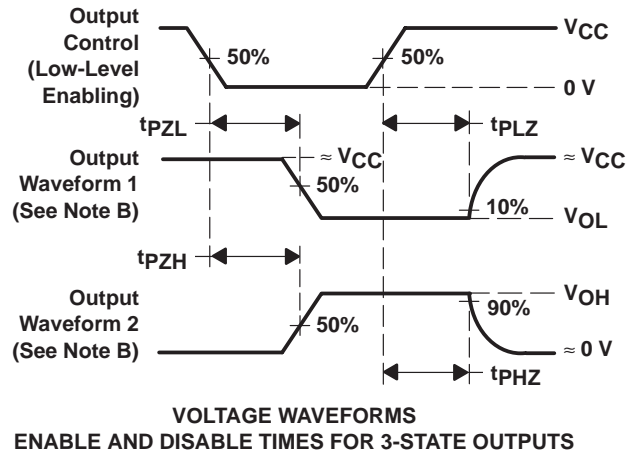 Output
Control
(Low-Level
Enabling)
50%
50%
VCC
0 V
tPZL
tPLZ
Output
Waveform 1
(See Note B)
≈ VCC
50%
≈ VCC
10%
VOL
tPZH
Output
Waveform 2
(See Note B)
50%
VOH
90%
≈ 0 V
tPHZ
VOLTAGE WAVEFORMS
ENABLE AND DISABLE TIMES FOR 3-STATE OUTPUTS